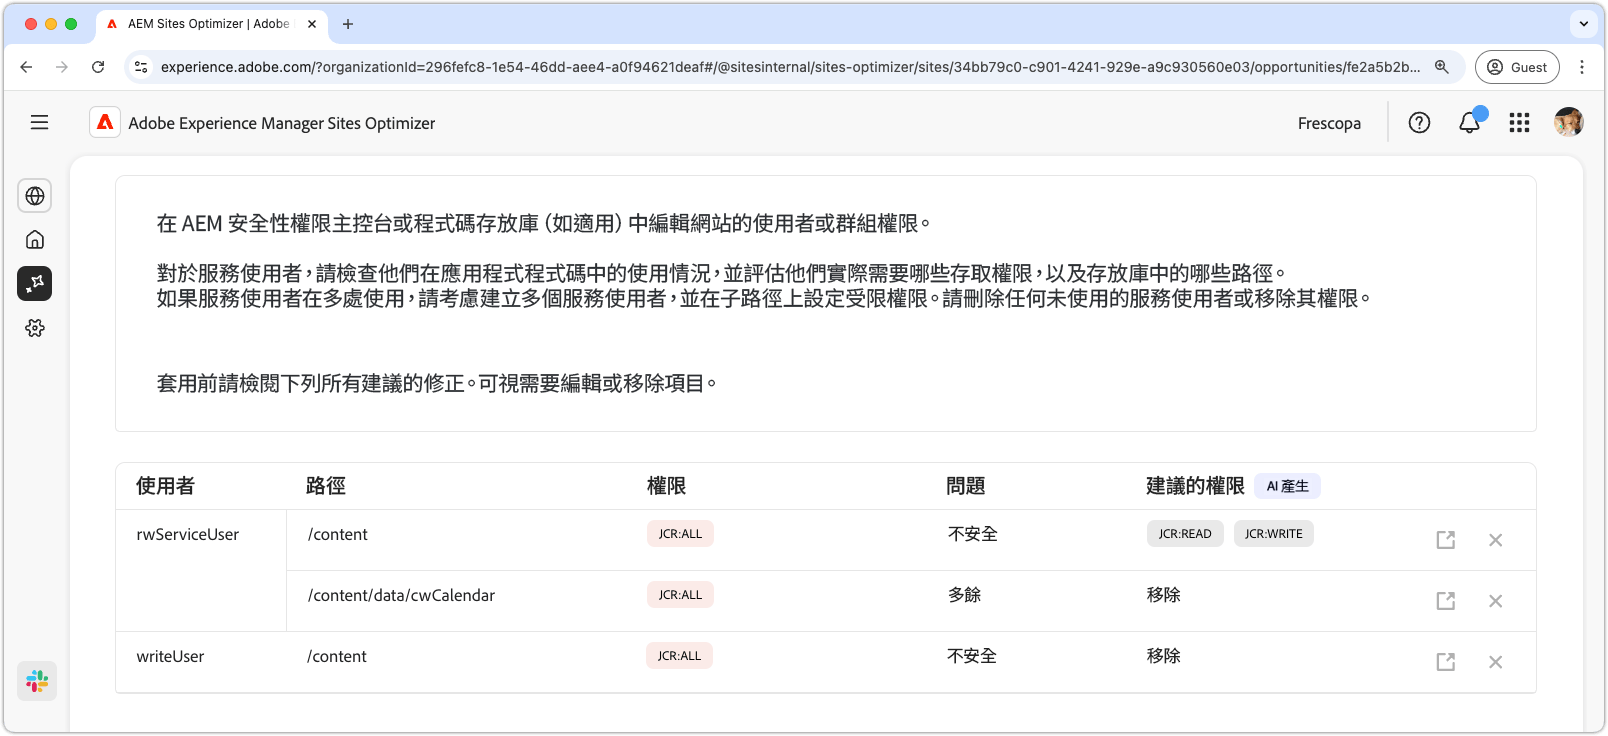 AEM Sites Optimizer | Adobe
experience.adobe.com/?organizationId=296fefc8-1e54-46dd-aee4-a0f94621deaf#/@sitesinternal/sites-optimizer/sites/34bb79c0-c901-4241-929e-a9c930560e03/opportunities/fe2a5b2b...
Guest
Adobe Experience Manager Sites Optimizer
Frescopa
在 AEM 安全性權限主控台或程式碼存放庫（如適用）中編輯網站的使用者或群組權限。
對於服務使用者，請檢查他們在應用程式程式碼中的使用情況，並評估他們實際需要哪些存取權限，以及存放庫中的哪些路徑。
如果服務使用者在多處使用，請考慮建立多個服務使用者，並在子路徑上設定受限權限。請刪除任何未使用的服務使用者或移除其權限。
套用前請檢閱下列所有建議的修正。可視需要編輯或移除項目。
使用者 路徑 權限 問題 建議的權限 AI 產生
rwServiceUser /content JCR:ALL 不安全 JCR:READ JCR:WRITE
/content/data/cwCalendar JCR:ALL 多餘 移除
writeUser /content JCR:ALL 不安全 移除